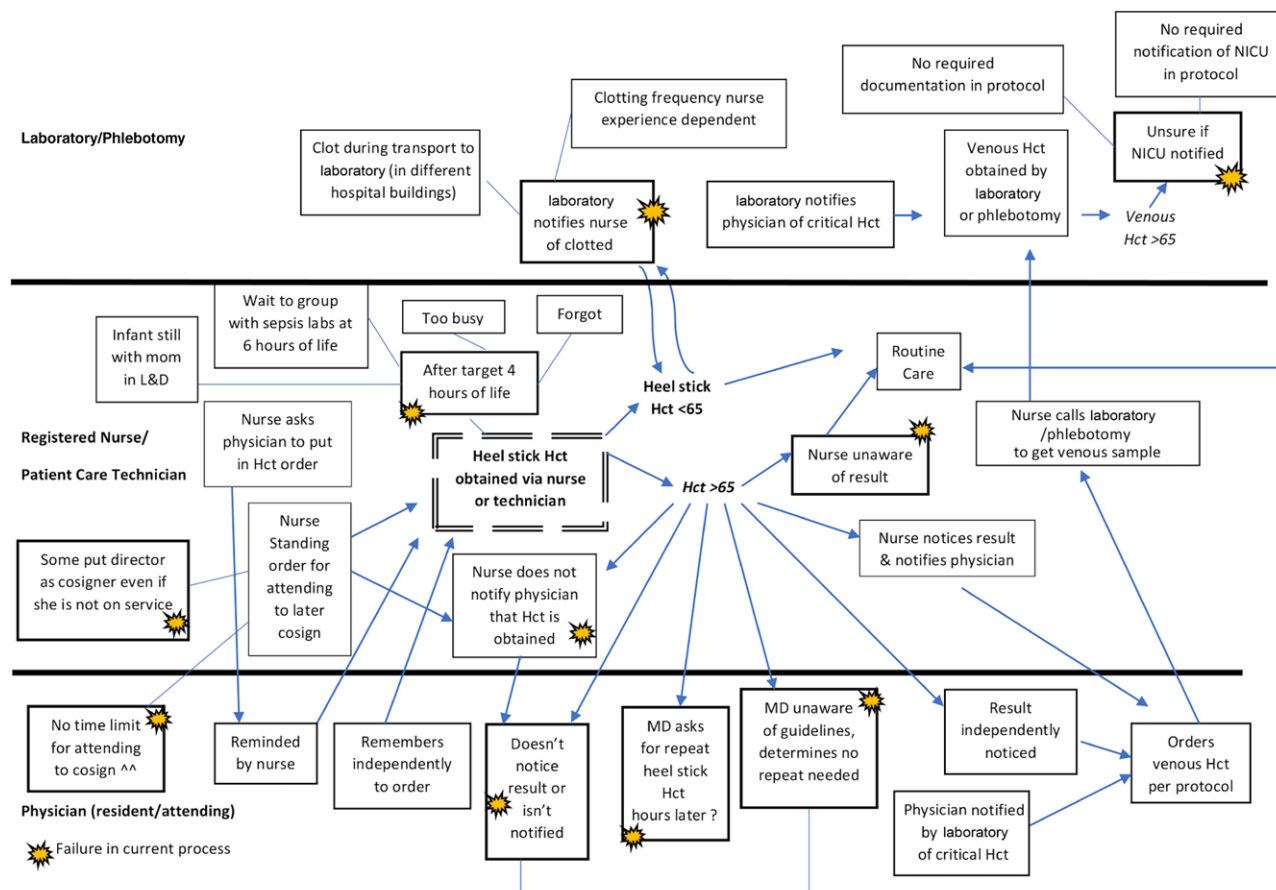 No required
notification of NICU
in protocol
No required
documentation in protocol
Clotting frequency nurse
experience dependent
Laboratory/Phlebotomy
Clot during transport to
laboratory (in different
hospital buildings)
Unsure if
NICU notified
Venous Hct
obtained by
laboratory
or phlebotomy
laboratory
notifies nurse
of clotted
laboratory notifies
physician of critical Hct
Venous
Hct >65
Wait to group
with sepsis labs at
6 hours of life
Too busy
Forgot
Infant still
with mom
in L&D
After target 4
hours of life
Heel stick
Hct <65
Routine
Care
Nurse asks
physician to put
in Hct order
Nurse calls laboratory
/phlebotomy
to get venous sample
Registered Nurse/
Patient Care Technician
Heel stick Hct
obtained via nurse
or technician
Hct >65
Nurse unaware
of result
Nurse
Standing
order for
attending
to later
cosign
Nurse notices result
& notifies physician
Some put director
as cosigner even if
she is not on service
Nurse does not
notify physician
that Hct is
obtained
No time limit
for attending
to cosign ^^
Reminded
by nurse
Remembers
independently
to order
Doesn't
notice
result or
isn't
notified
MD asks
for repeat
heel stick
Hct
hours later ?
MD unaware
of guidelines,
determines no
repeat needed
Result
independently
noticed
Orders
venous Hct
per protocol
Physician notified
by laboratory
of critical Hct
Physician (resident/attending)
Failure in current process